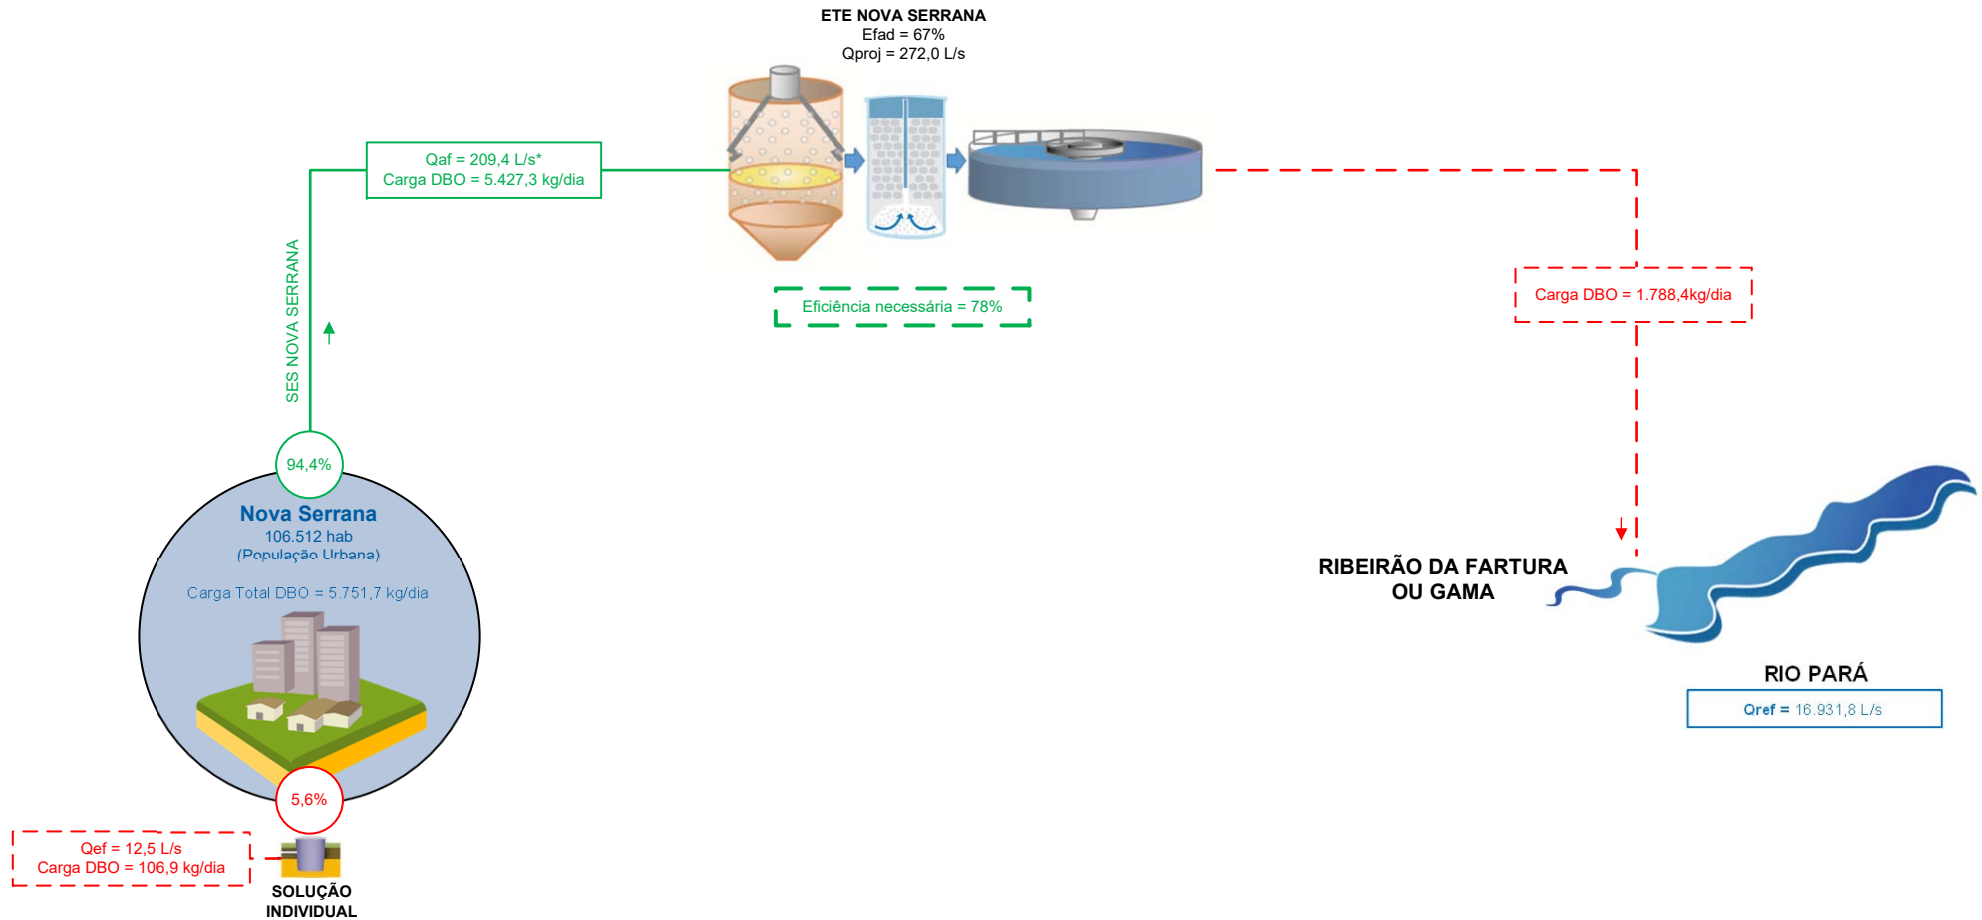 ETE NOVA SERRANA
Efad = 67%
Qproj = 272,0 L/s
Qaf = 209,4 L/s*
Carga DBO = 5.427,3 kg/dia
SES NOVA SERRANA
Eficiência necessária = 78%
Carga DBO = 1.788,4kg/dia
94,4%
Nova Serrana
106.512 hab
(População Urbana)
Carga Total DBO = 5.751,7 kg/dia
RIBEIRÃO DA FARTURA
OU GAMA
RIO PARÁ
Qref = 16.931,8 L/s
5,6%
Qef = 12,5 L/s
Carga DBO = 106,9 kg/dia
SOLUÇÃO
INDIVIDUAL